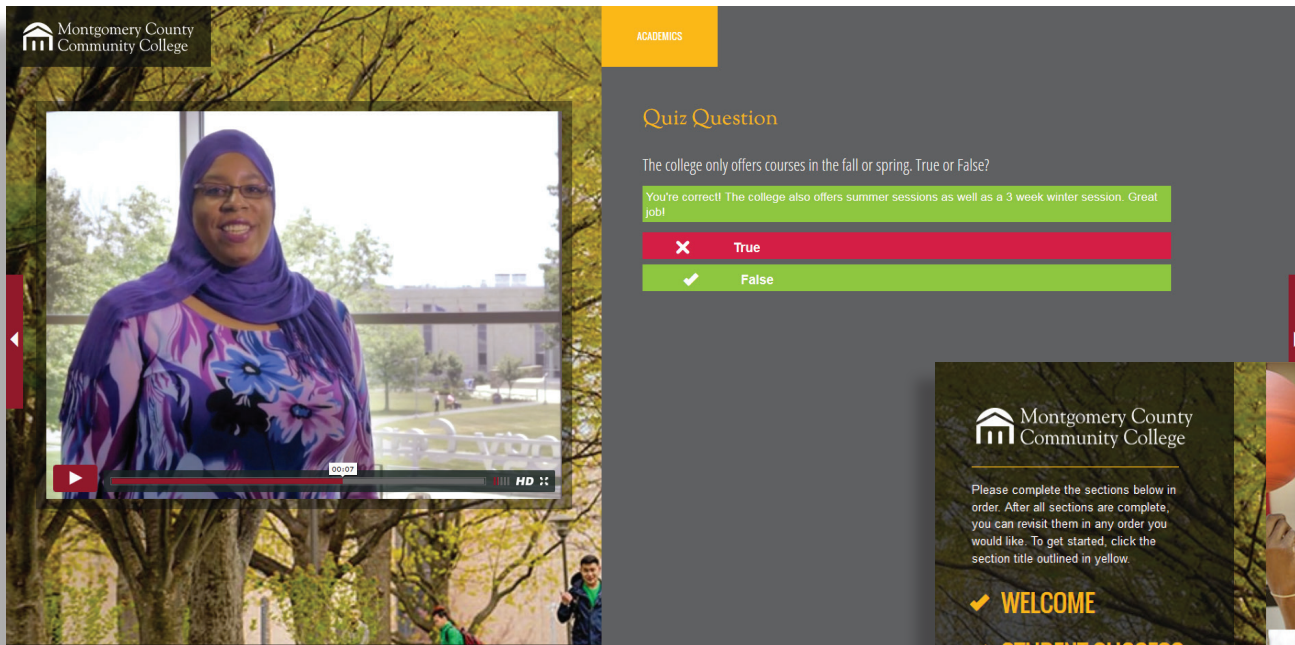 Montgomery County
Community College
ACADEMICS
Quiz Question
The college only offers courses in the fall or spring. True or False?
You're correct! The college also offers summer sessions as well as a 3 week winter session. Great
job!
True
False
00:07
HD
Montgomery County
Community College
Please complete the sections below in
order. After all sections are complete,
you can revisit them in any order you
would like. To get started, click the
section title outlined in yellow.
WELCOME
STUDENT SUCCESS